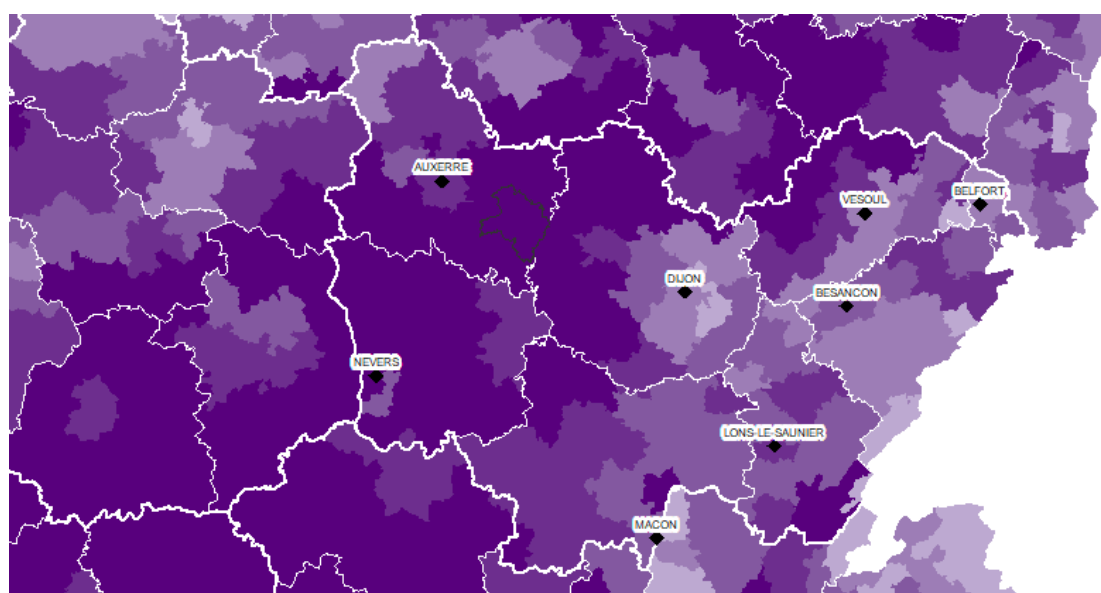 AUXERRE
BELFORT
VESOUL
DIJON
BESANCON
NEVERS
LONS-LE-SAUNIER
MACON